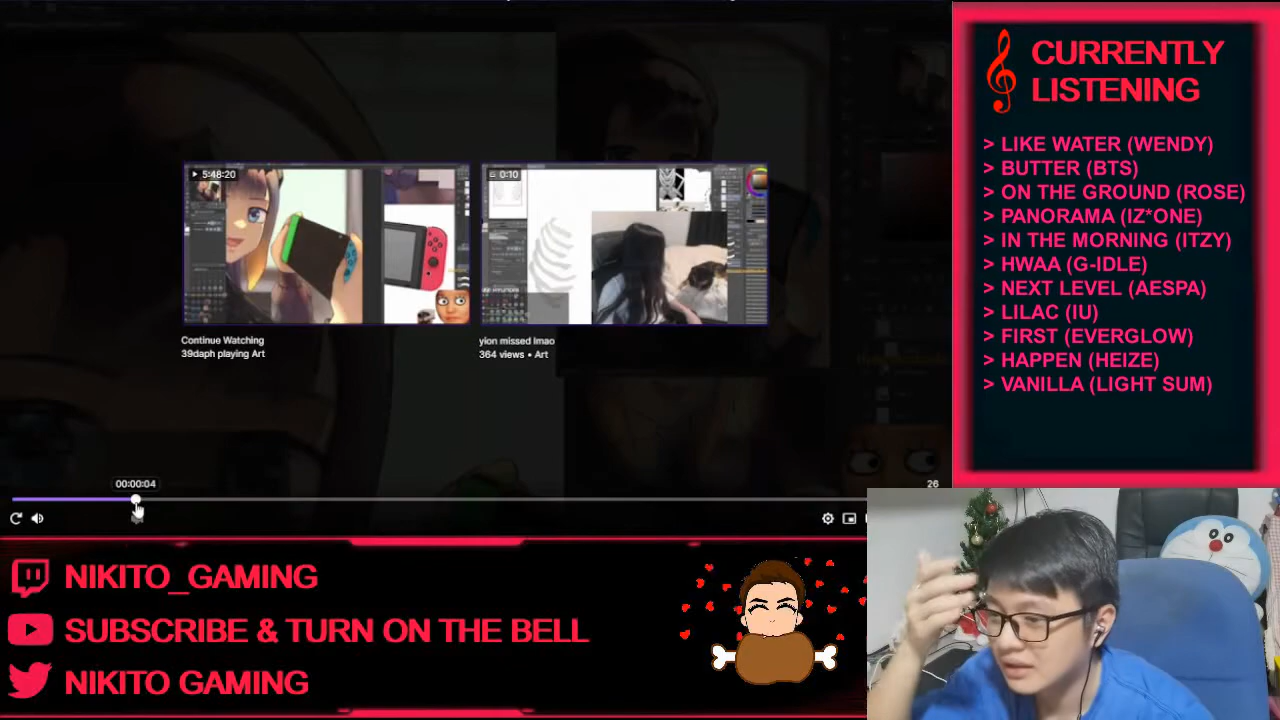 CURRENTLY
LISTENING
> LIKE WATER (WENDY)
> BUTTER (BTS)
> ON THE GROUND (ROSE)
> PANORAMA (IZ*ONE)
> IN THE MORNING (ITZY)
> HWAA (G-IDLE)
> NEXT LEVEL (AESPA)
> LILAC (IU)
> FIRST (EVERGLOW)
> HAPPEN (HEIZE)
> VANILLA (LIGHT SUM)
5:48:20
0:10
Continue Watching
39daph playing Art
yion missed lmao
364 views • Art
00:00:04
26
NIKITO_GAMING
SUBSCRIBE & TURN ON THE BELL
NIKITO GAMING